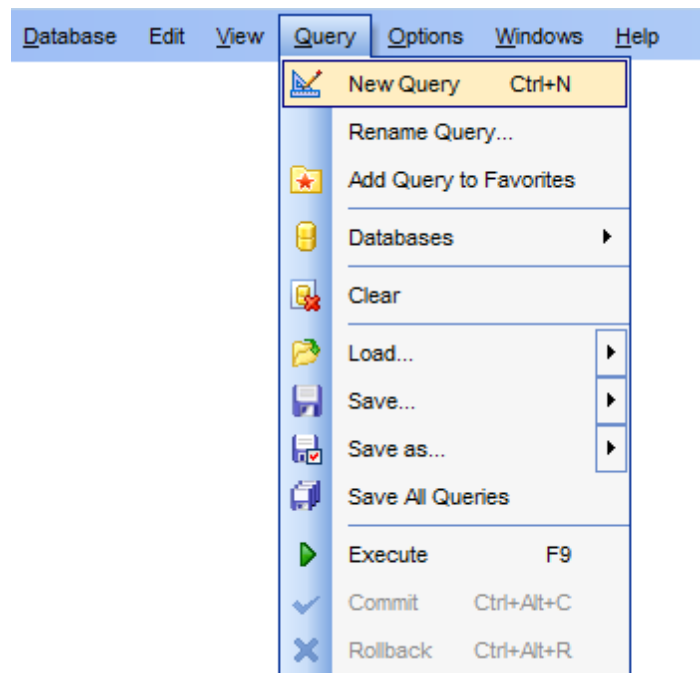 Database Edit View Query Options Windows Help
New Query Ctrl+N
Rename Query...
Add Query to Favorites
Databases
Clear
Load...
Save...
Save as...
Save All Queries
Execute F9
Commit Ctrl+Alt+C
Rollback Ctrl+Alt+R